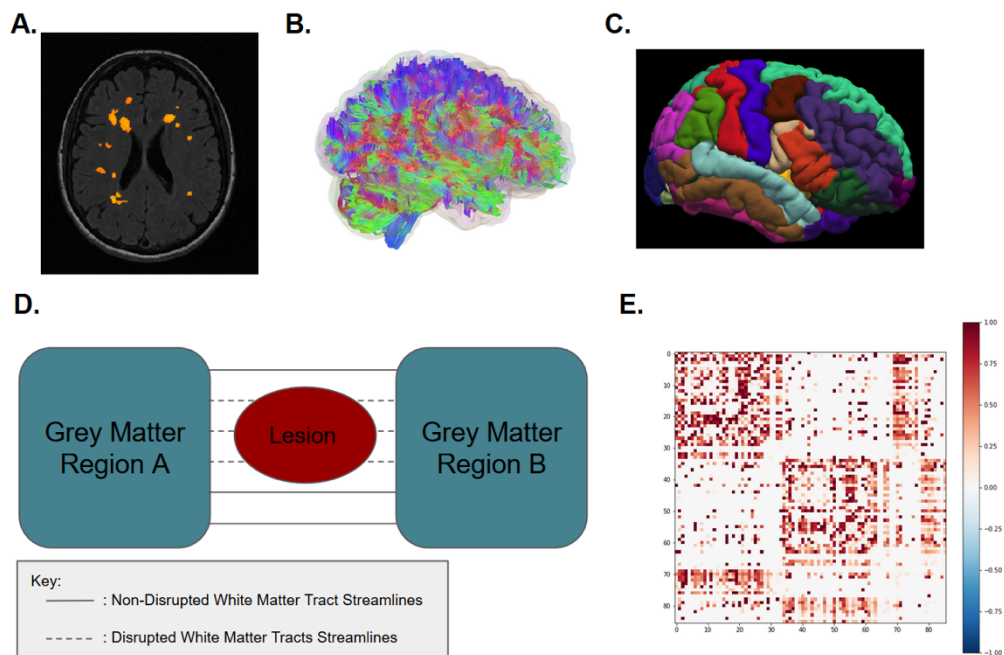 A.
B.
C.
D.
Grey Matter
Region A
Lesion
Grey Matter
Region B
Key:
: Non-Disrupted White Matter Tract Streamlines
: Disrupted White Matter Tracts Streamlines
E.
0
10
20
30
40
50
60
70
80
0
10
20
30
40
50
60
70
80
1.00
0.75
0.50
0.25
0.00
−0.25
−0.50
−0.75
−1.00